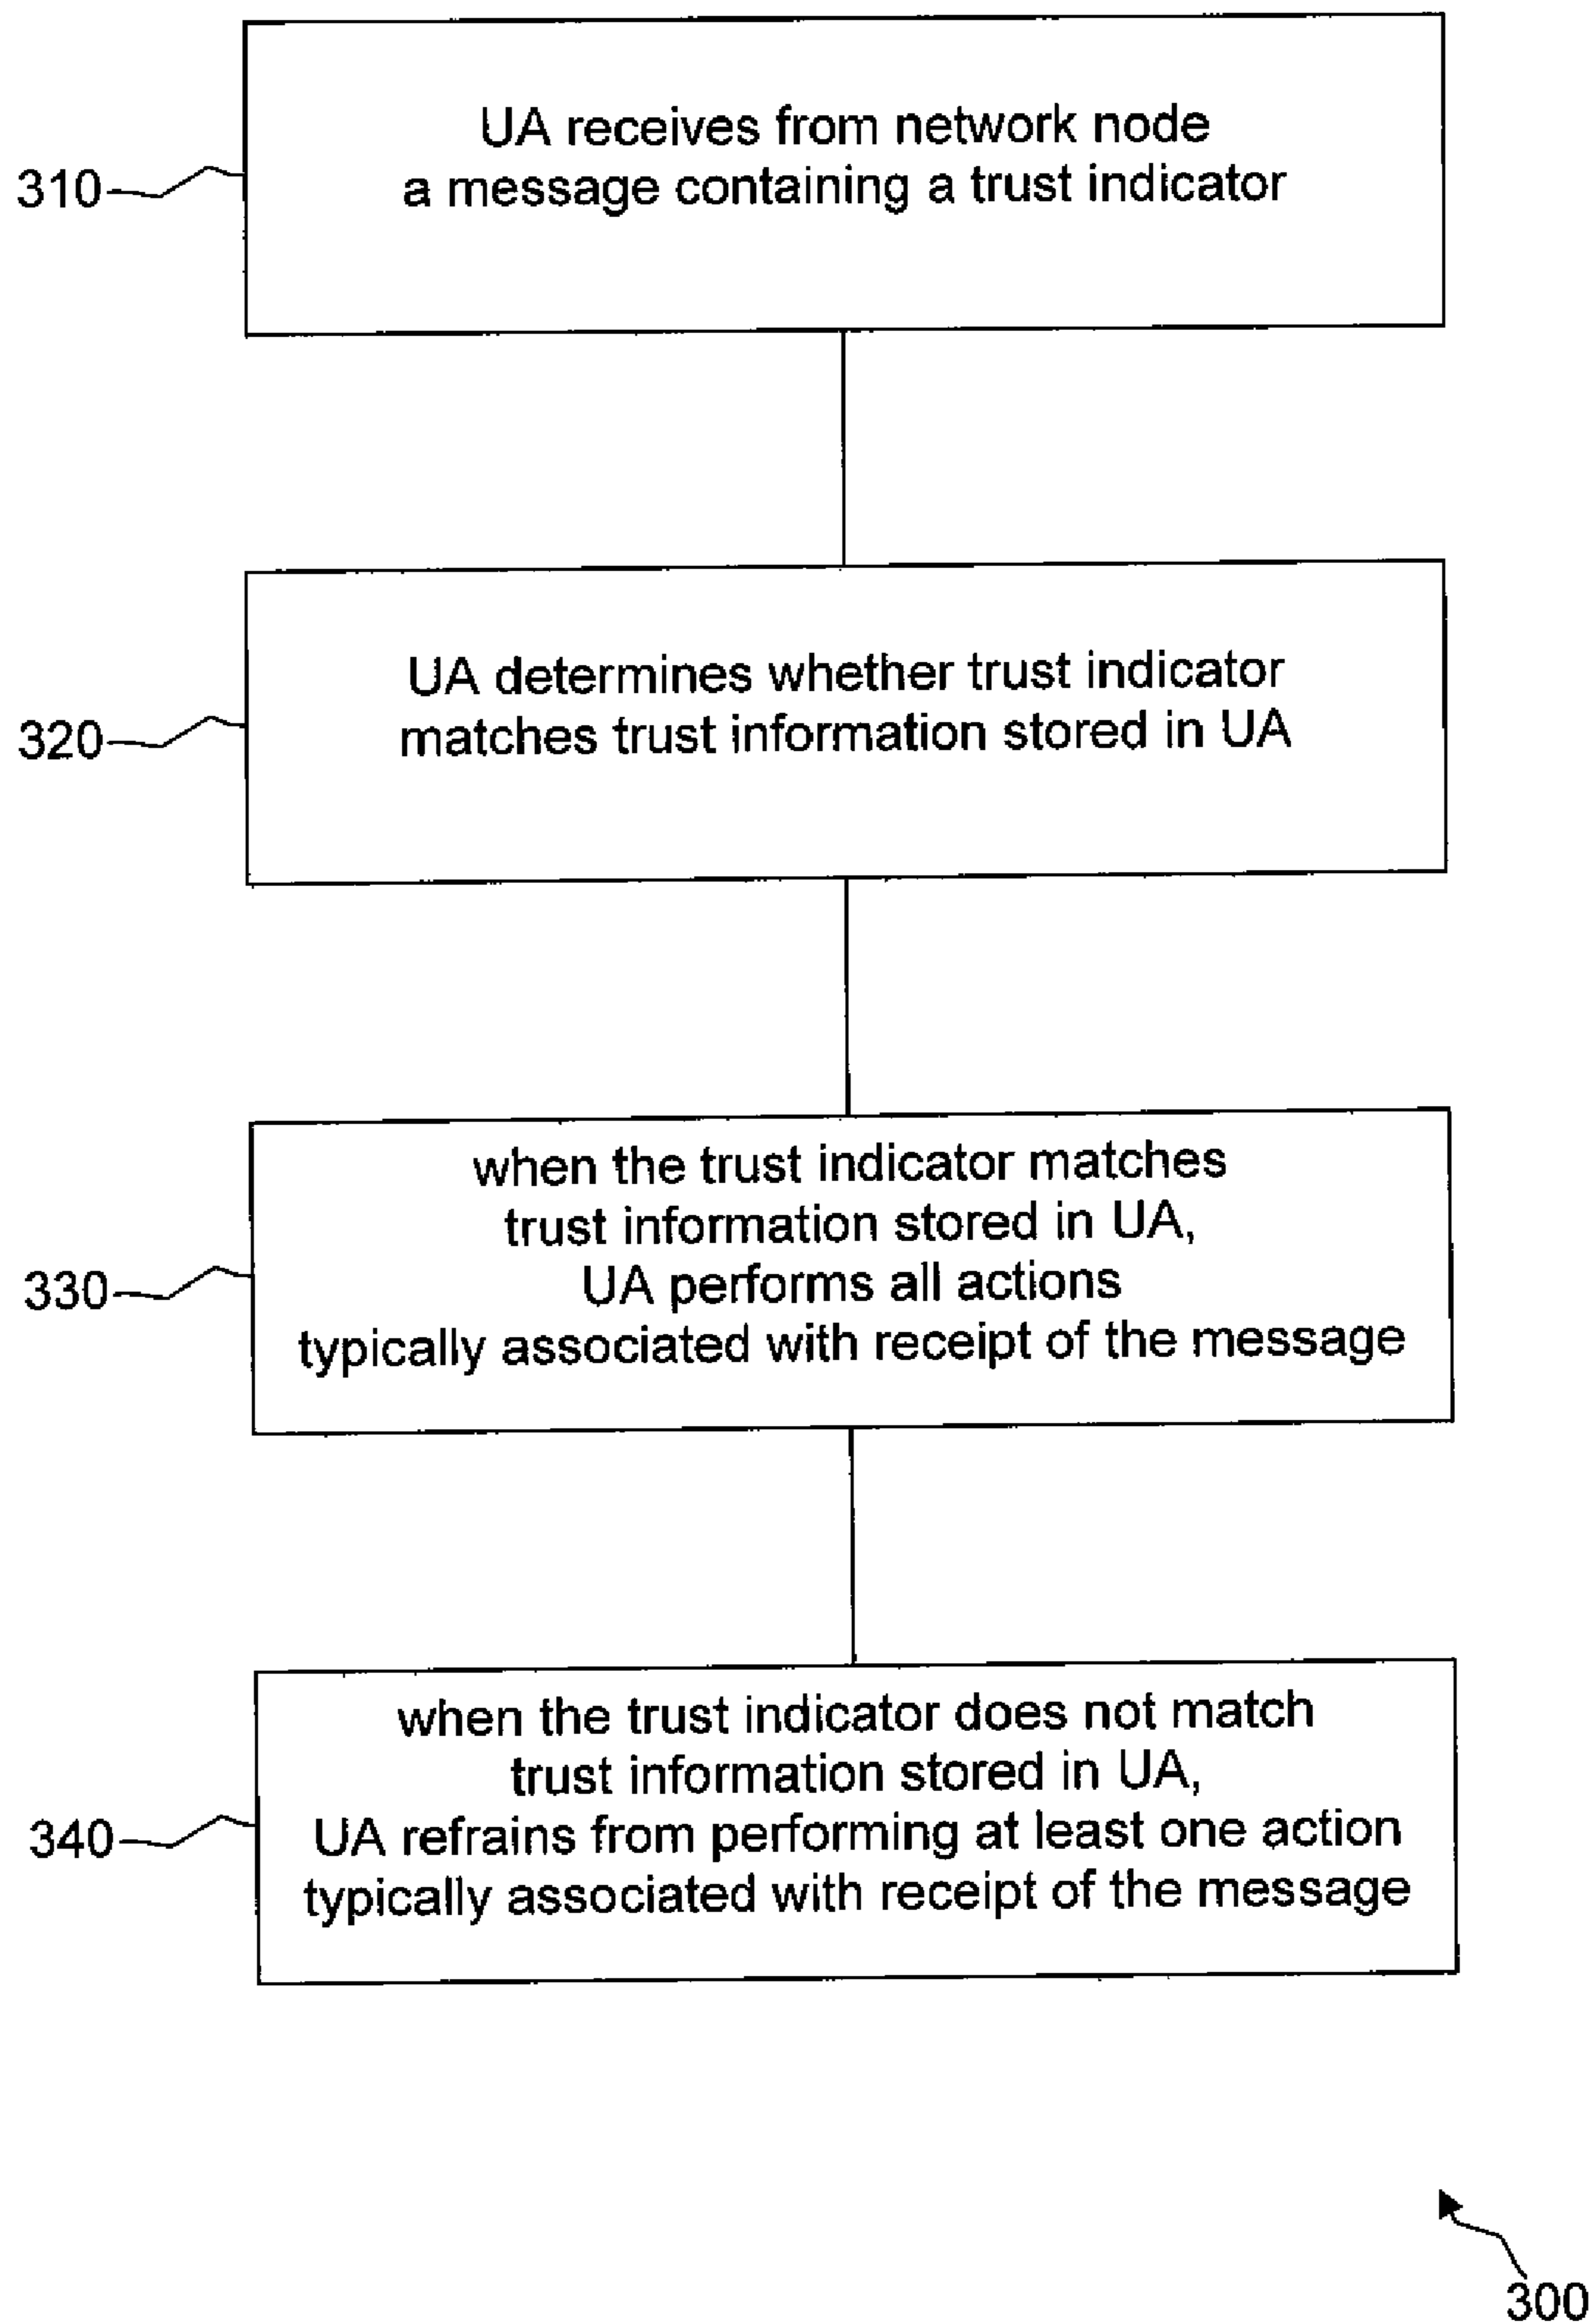 UA receives from network node
a message containing a trust indicator
310
UA determines whether trust indicator
matches trust information stored in UA
320
when the trust indicator matches
trust information stored in UA,
UA performs all actions
typically associated with receipt of the message
330
when the trust indicator does not match
trust information stored in UA,
UA refrains from performing at least one action
typically associated with receipt of the message
340
300